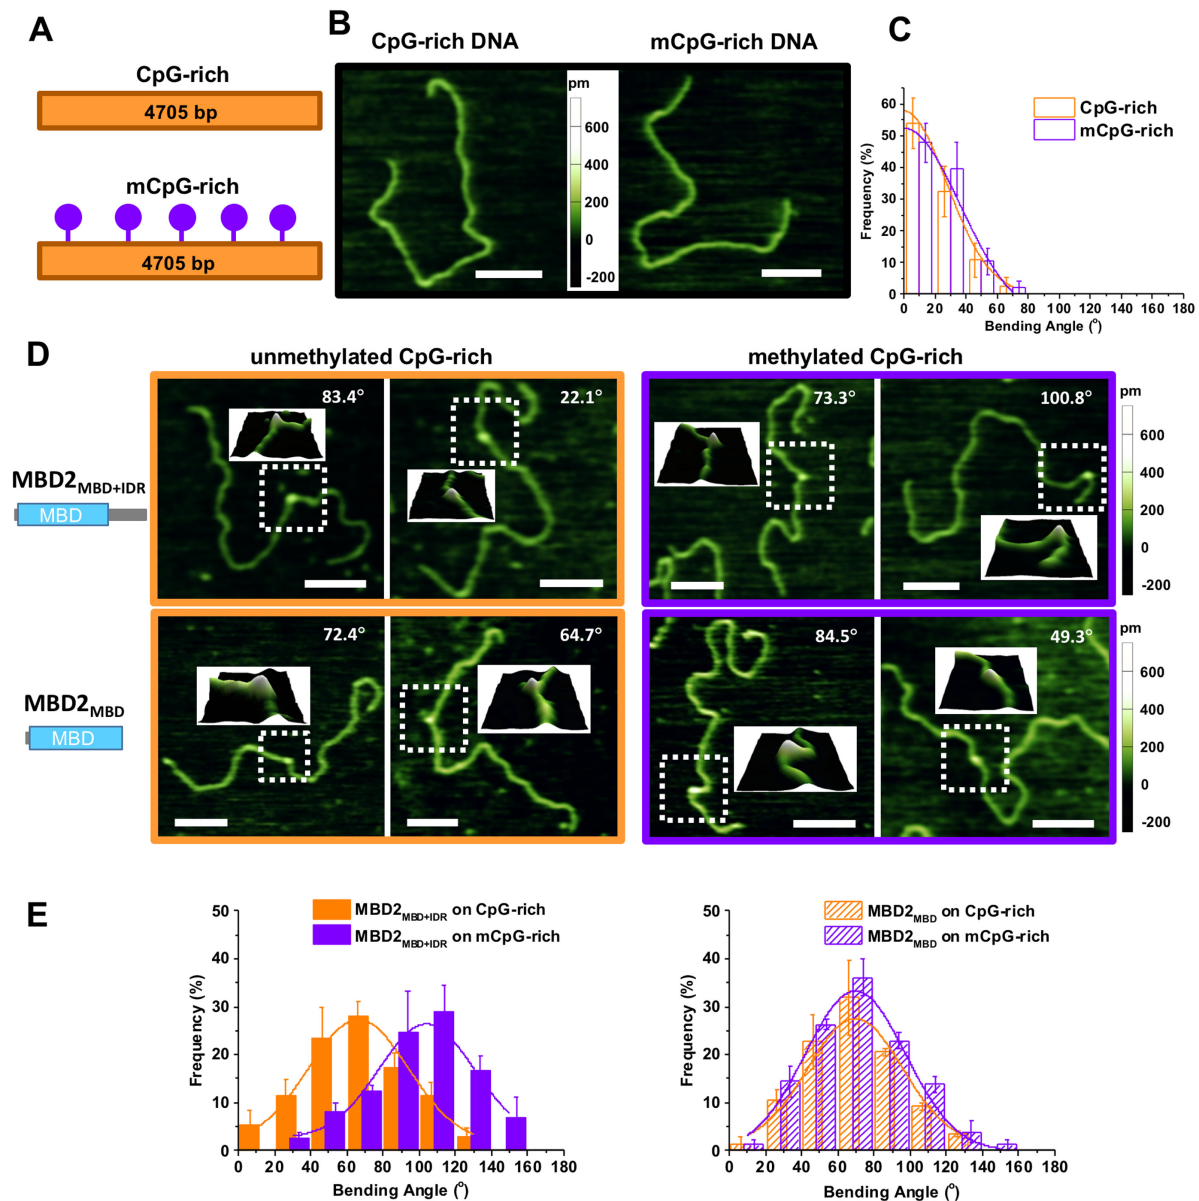 A
CpG-rich
4705 bp
mCpG-rich
4705 bp
B
CpG-rich DNA
mCpG-rich DNA
pm
600
400
200
0
-200
C
Frequency (%)
60
50
40
30
20
10
0
0 20 40 60 80 100 120 140 160 180
Bending Angle (°)
CpG-rich
mCpG-rich
D
unmethylated CpG-rich
methylated CpG-rich
MBD2MBD+IDR
MBD
83.4°
22.1°
73.3°
100.8°
pm
600
400
200
0
-200
MBD2MBD
MBD
72.4°
64.7°
84.5°
49.3°
pm
600
400
200
0
-200
E
MBD2MBD+IDR on CpG-rich
MBD2MBD+IDR on mCpG-rich
Frequency (%)
50
40
30
20
10
0
0 20 40 60 80 100 120 140 160 180
Bending Angle (°)
MBD2MBD on CpG-rich
MBD2MBD on mCpG-rich
Frequency (%)
50
40
30
20
10
0
0 20 40 60 80 100 120 140 160 180
Bending Angle (°)